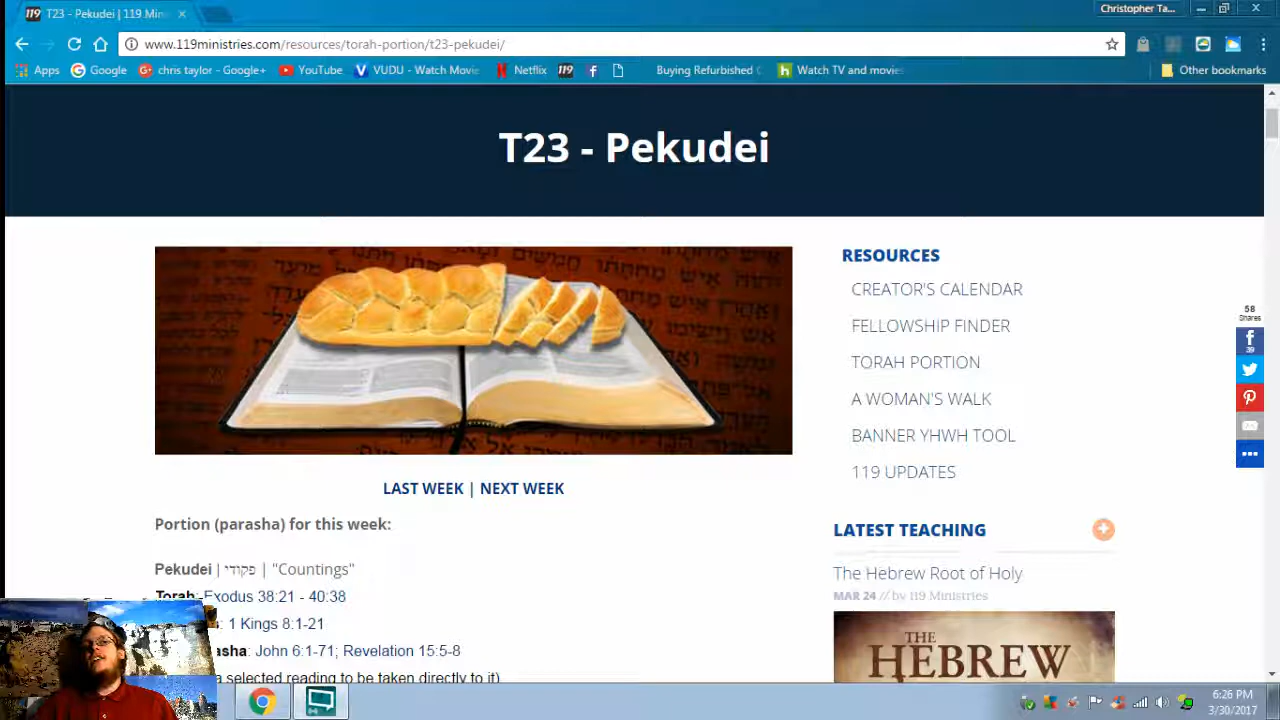 119 T23 - Pekudei | 119 Min
Christopher Ta...
www.119ministries.com/resources/torah-portion/t23-pekudei/
Apps Google chris taylor - Google+ YouTube VUDU - Watch Movie Netflix 119 Buying Refurbished Watch TV and movies Other bookmarks
T23 - Pekudei
RESOURCES
CREATOR'S CALENDAR
FELLOWSHIP FINDER
TORAH PORTION
A WOMAN'S WALK
BANNER YHWH TOOL
119 UPDATES
58
Shares
39
LAST WEEK | NEXT WEEK
Portion (parasha) for this week:
Pekudei | פקודי | "Countings"
Torah: Exodus 38:21 - 40:38
: 1 Kings 8:1-21
asha: John 6:1-71; Revelation 15:5-8
a selected reading to be taken directly to it)
LATEST TEACHING
The Hebrew Root of Holy
MAR 24 // by 119 Ministries
THE
HEBREW
6:26 PM
3/30/2017